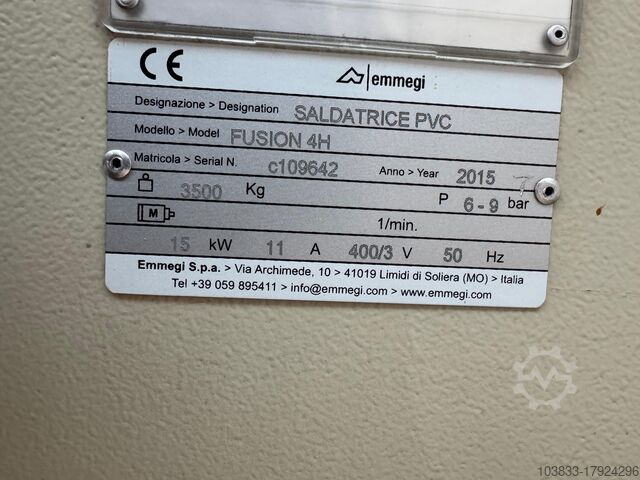 CE emmegi
Designazione > Designation SALDATRICE PVC
Modello > Model FUSION 4H
Matricola > Serial N. c109642 Anno > Year 2015 7
3500 Kg P 6 - 9 bar
M 1/min.
15 kW 11 A 400/3 V 50 Hz
Emmegi S.p.a. > Via Archimede, 10 > 41019 Limidi di Soliera (MO) > Italia
Tel +39 059 895411 > info@emmegi.com > www.emmegi.com
103833-17924296